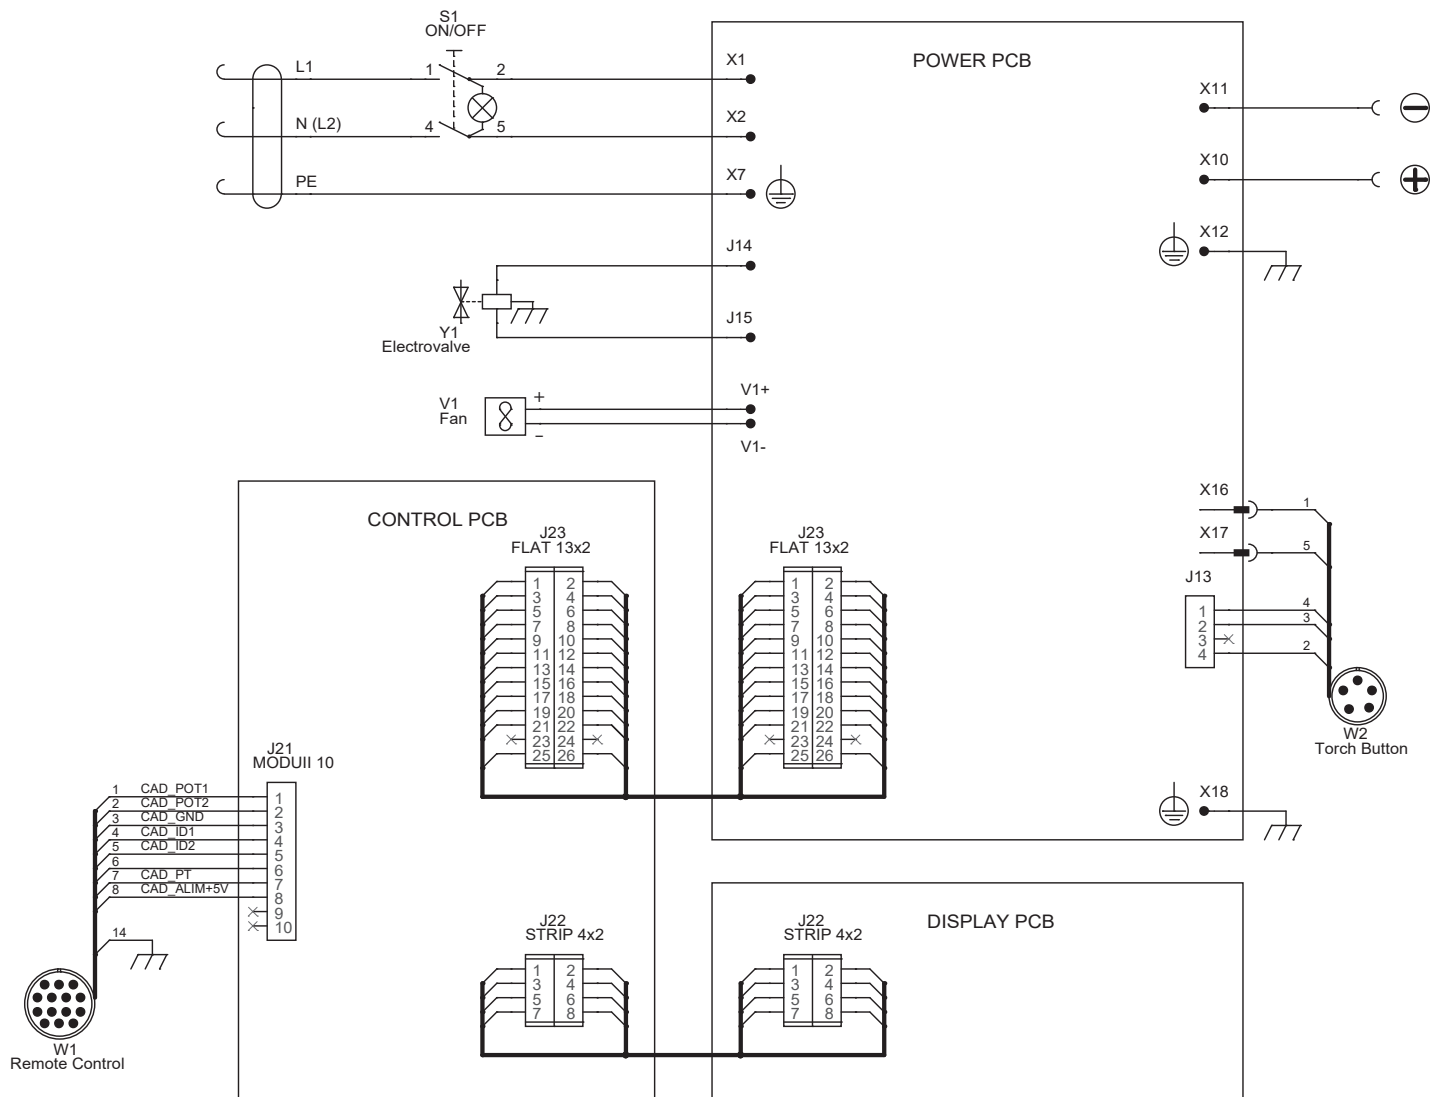 S1
ON/OFF
L1
1
2
X1
N (L2)
4
5
X2
PE
X7
POWER PCB
X11
X10
X12
J14
J15
Y1
Electrovalve
V1
Fan
+
–
V1+
V1-
X16
1
X17
5
J13
1
2
3
4
4
3
2
W2
Torch Button
X18
CONTROL PCB
J23
FLAT 13x2
1 2
3 4
5 6
7 8
9 10
11 12
13 14
15 16
17 18
19 20
21 22
23 24
25 26
J23
FLAT 13x2
1 2
3 4
5 6
7 8
9 10
11 12
13 14
15 16
17 18
19 20
21 22
23 24
25 26
J21
MODUII 10
1 CAD_POT1 1
2 CAD_POT2 2
3 CAD_GND 3
4 CAD_ID1 4
5 CAD_ID2 5
6 6
7 CAD_PT 7
8 CAD_ALIM+5V 8
9
10
14
W1
Remote Control
J22
STRIP 4x2
1 2
3 4
5 6
7 8
J22
STRIP 4x2
1 2
3 4
5 6
7 8
DISPLAY PCB